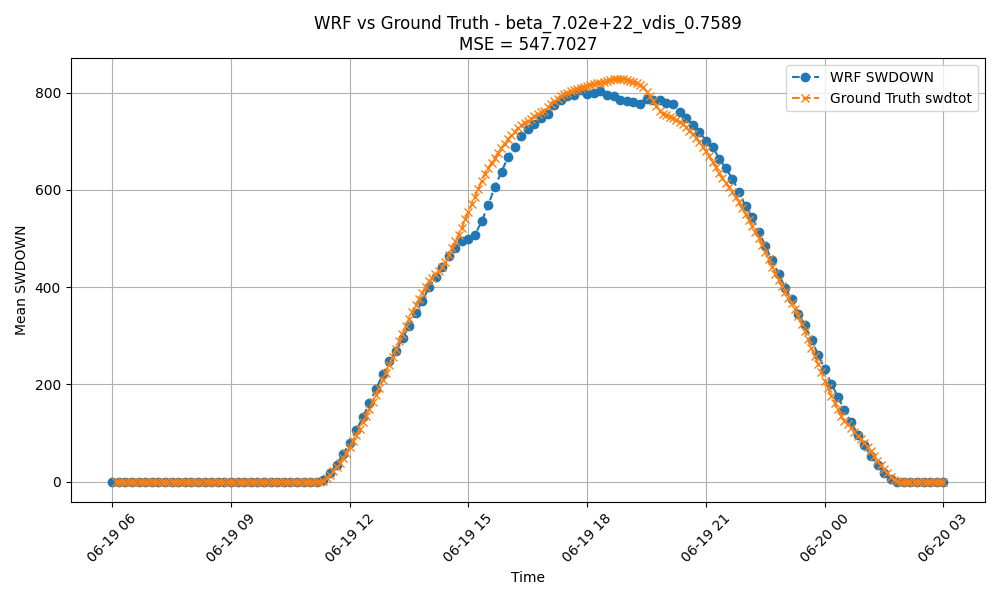 WRF vs Ground Truth - beta_7.02e+22_vdis_0.7589
MSE = 547.7027
WRF SWDOWN
Ground Truth swdtot
Mean SWDOWN
800
600
400
200
0
06-19 06
06-19 09
06-19 12
06-19 15
06-19 18
06-19 21
06-20 00
06-20 03
Time